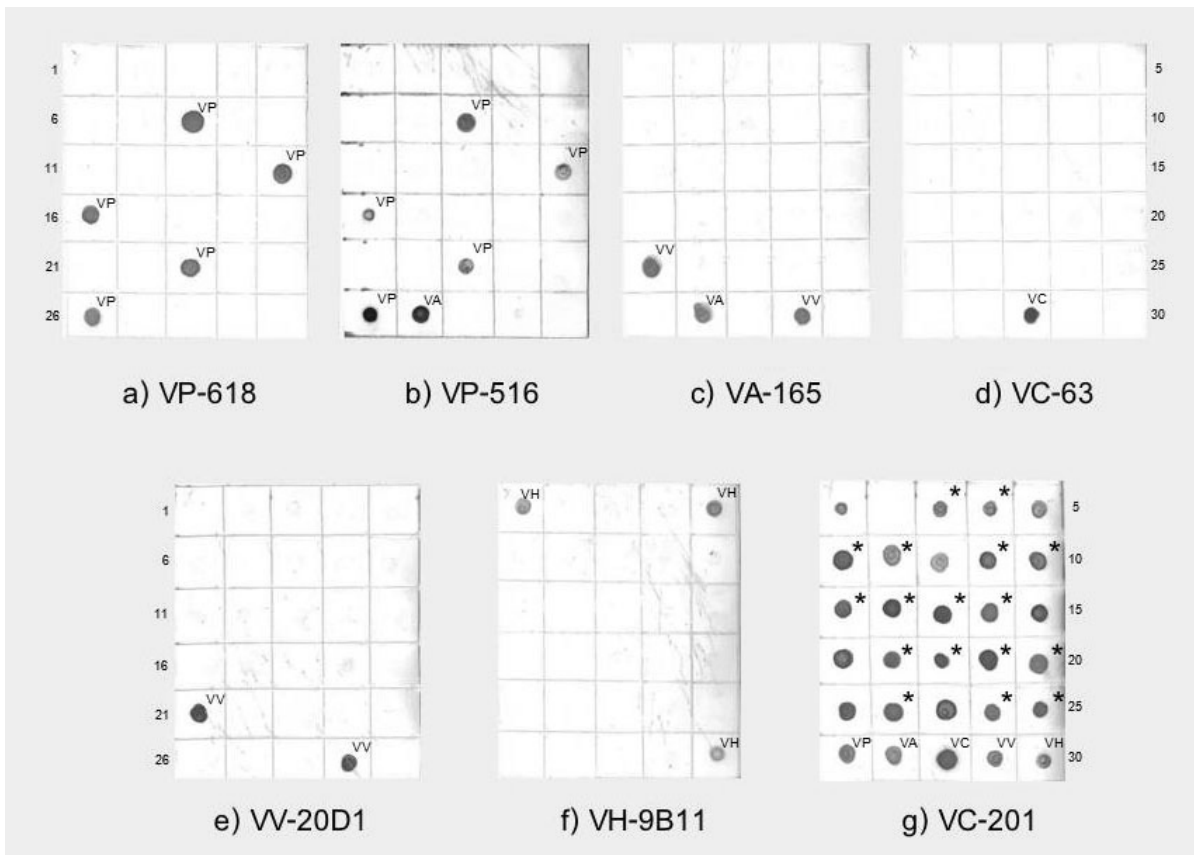 1 5
6 VP VP 10
11 VP VP 15
16 VP VP 20
21 VP VP VV 25
26 VP VP VA VA VV VC 30
a) VP-618 b) VP-516 c) VA-165 d) VC-63
1 VH VH * * 5
6 * * * * 10
11 * * * * 15
16 * * * * 20
21 VV * * * 25
26 VV VH VP VA VC VV VH 30
e) VV-20D1 f) VH-9B11 g) VC-201